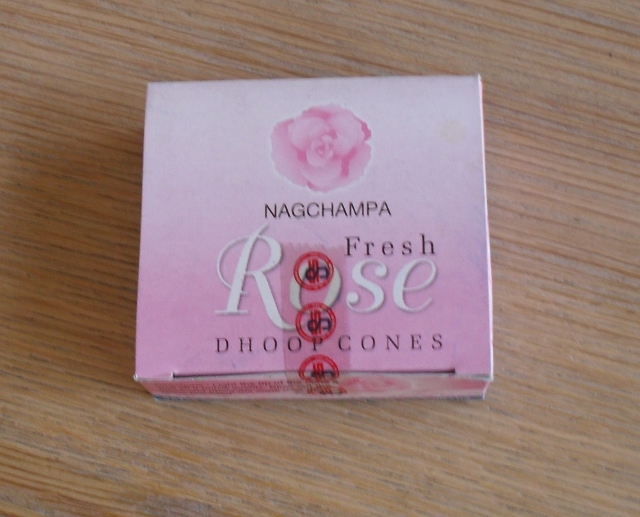 NAGCHAMPA
Fresh
Rose
DHOOP CONES